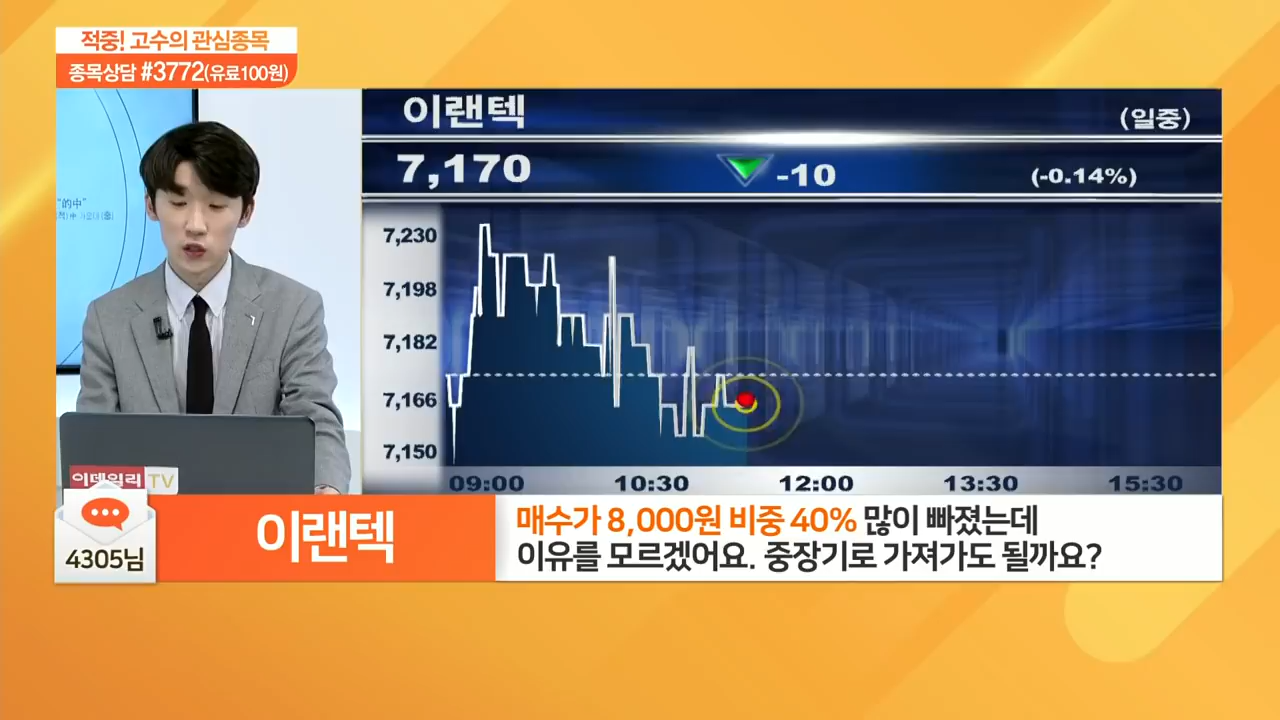 적중! 고수의 관심종목
종목상담 #3772(유료100원)
"的中"
이랜텍
(일중)
7,170
-10
(-0.14%)
7,230
7,198
7,182
7,166
7,150
09:00
10:30
12:00
13:30
15:30
이데일리TV
4305님
이랜텍
매수가 8,000원 비중 40% 많이 빠졌는데
이유를 모르겠어요. 중장기로 가져가도 될까요?